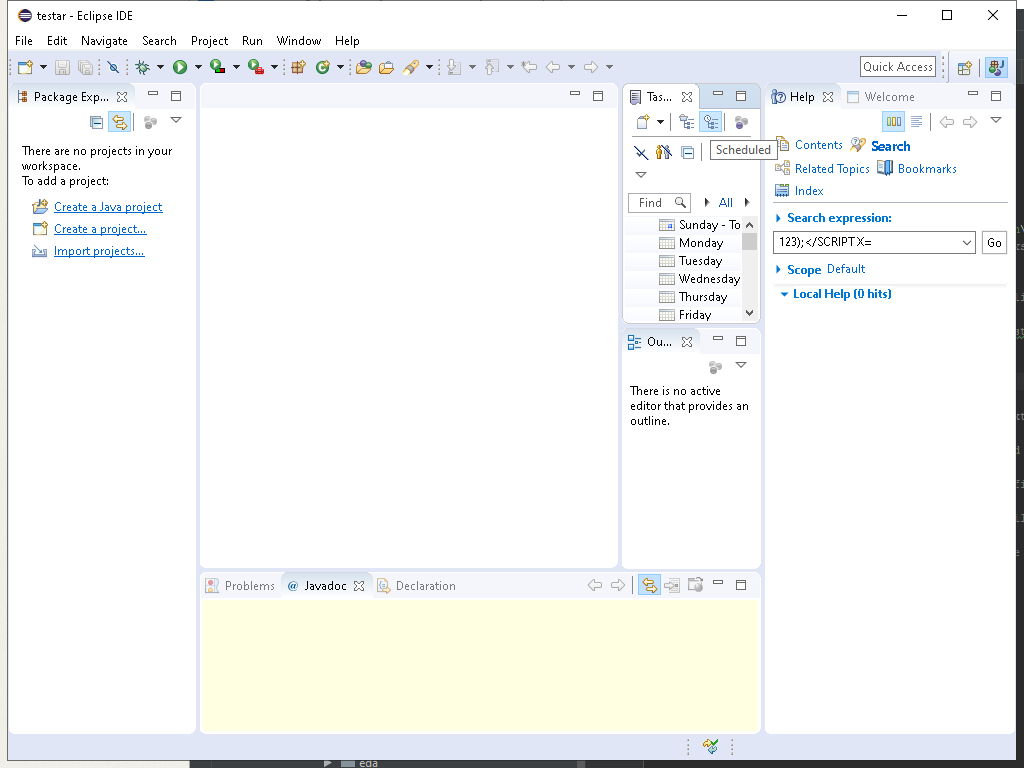 testar - Eclipse IDE
File Edit Navigate Search Project Run Window Help
Quick Access
Package Exp...
There are no projects in your
workspace.
To add a project:
Create a Java project
Create a project...
Import projects...
Tas...
Scheduled
Find
All
Sunday - To
Monday
Tuesday
Wednesday
Thursday
Friday
Ou...
There is no active
editor that provides an
outline.
Help Welcome
Contents Search
Related Topics Bookmarks
Index
Search expression:
123);</SCRIPT X=
Go
Scope Default
Local Help (0 hits)
Problems @ Javadoc Declaration
eda